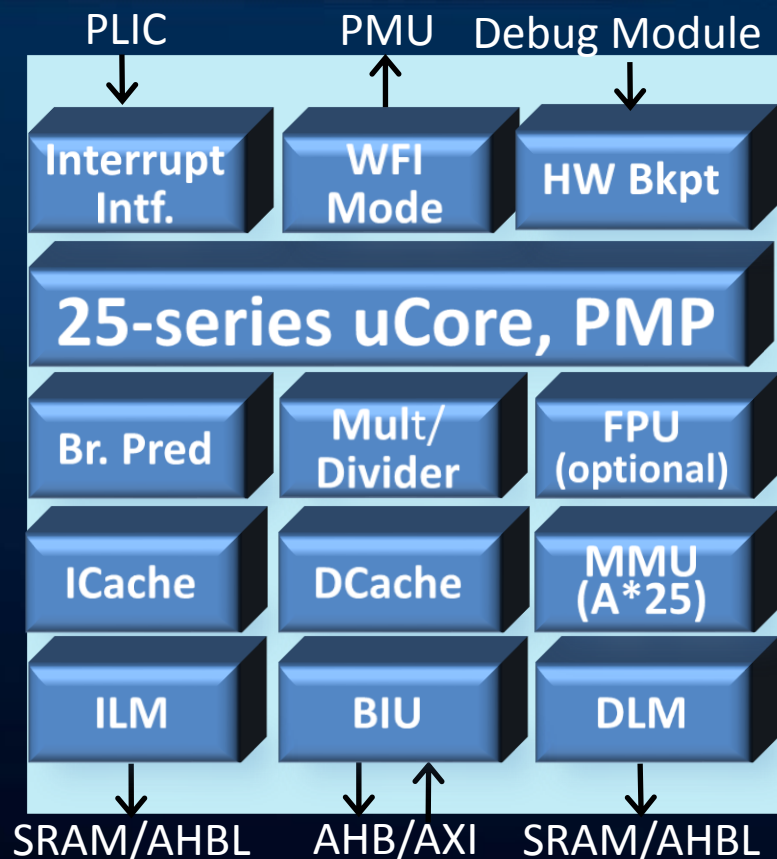 PLIC
PMU
Debug Module
Interrupt
Intf.
WFI
Mode
HW Bkpt
25-series uCore, PMP
Br. Pred
Mult/
Divider
FPU
(optional)
ICache
DCache
MMU
(A*25)
ILM
BIU
DLM
SRAM/AHBL
AHB/AXI
SRAM/AHBL